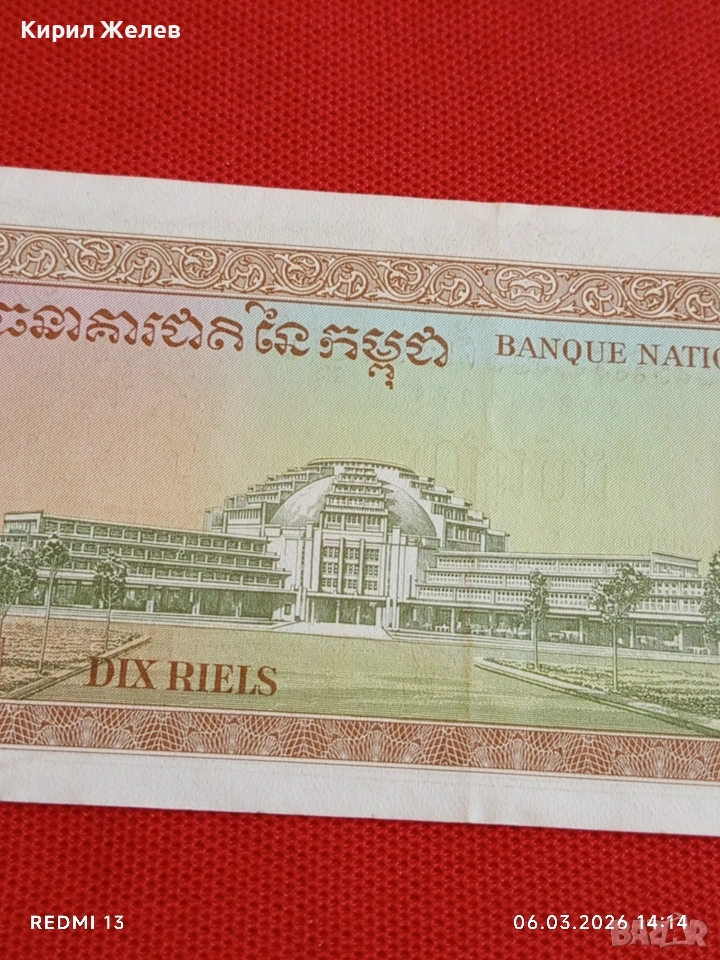 Кирил Желев
ធនាគារជាតិ នៃ កម្ពុជា
BANQUE NATIO
DIX RIELS
REDMI 13
06.03.2026 14:14
BAZAR